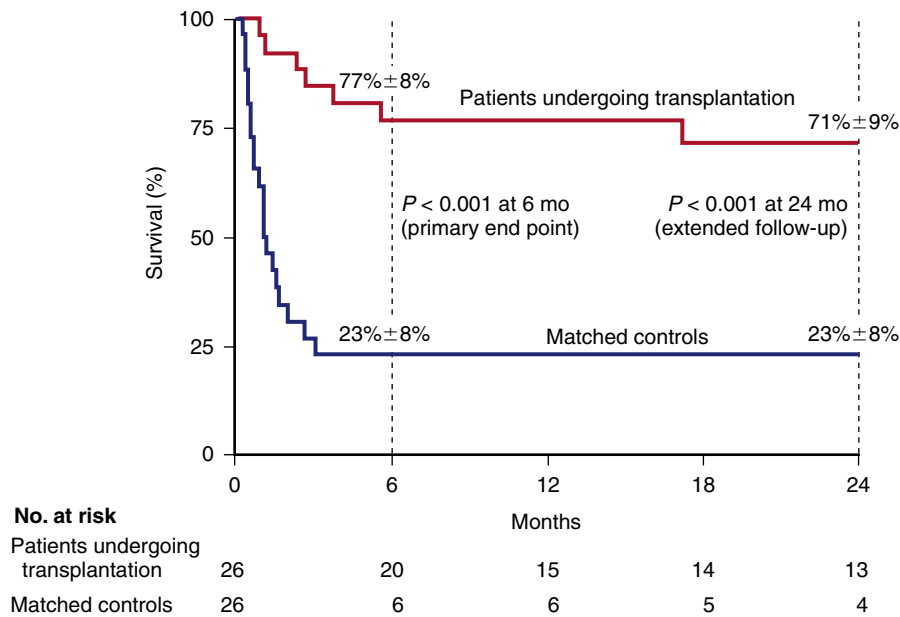 100
75
50
25
0
Survival (%)
77%±8%
Patients undergoing transplantation
71%±9%
P < 0.001 at 6 mo
(primary end point)
P < 0.001 at 24 mo
(extended follow-up)
23%±8%
Matched controls
23%±8%
0 6 12 18 24
Months
No. at risk
Patients undergoing
transplantation 26 20 15 14 13
Matched controls 26 6 6 5 4